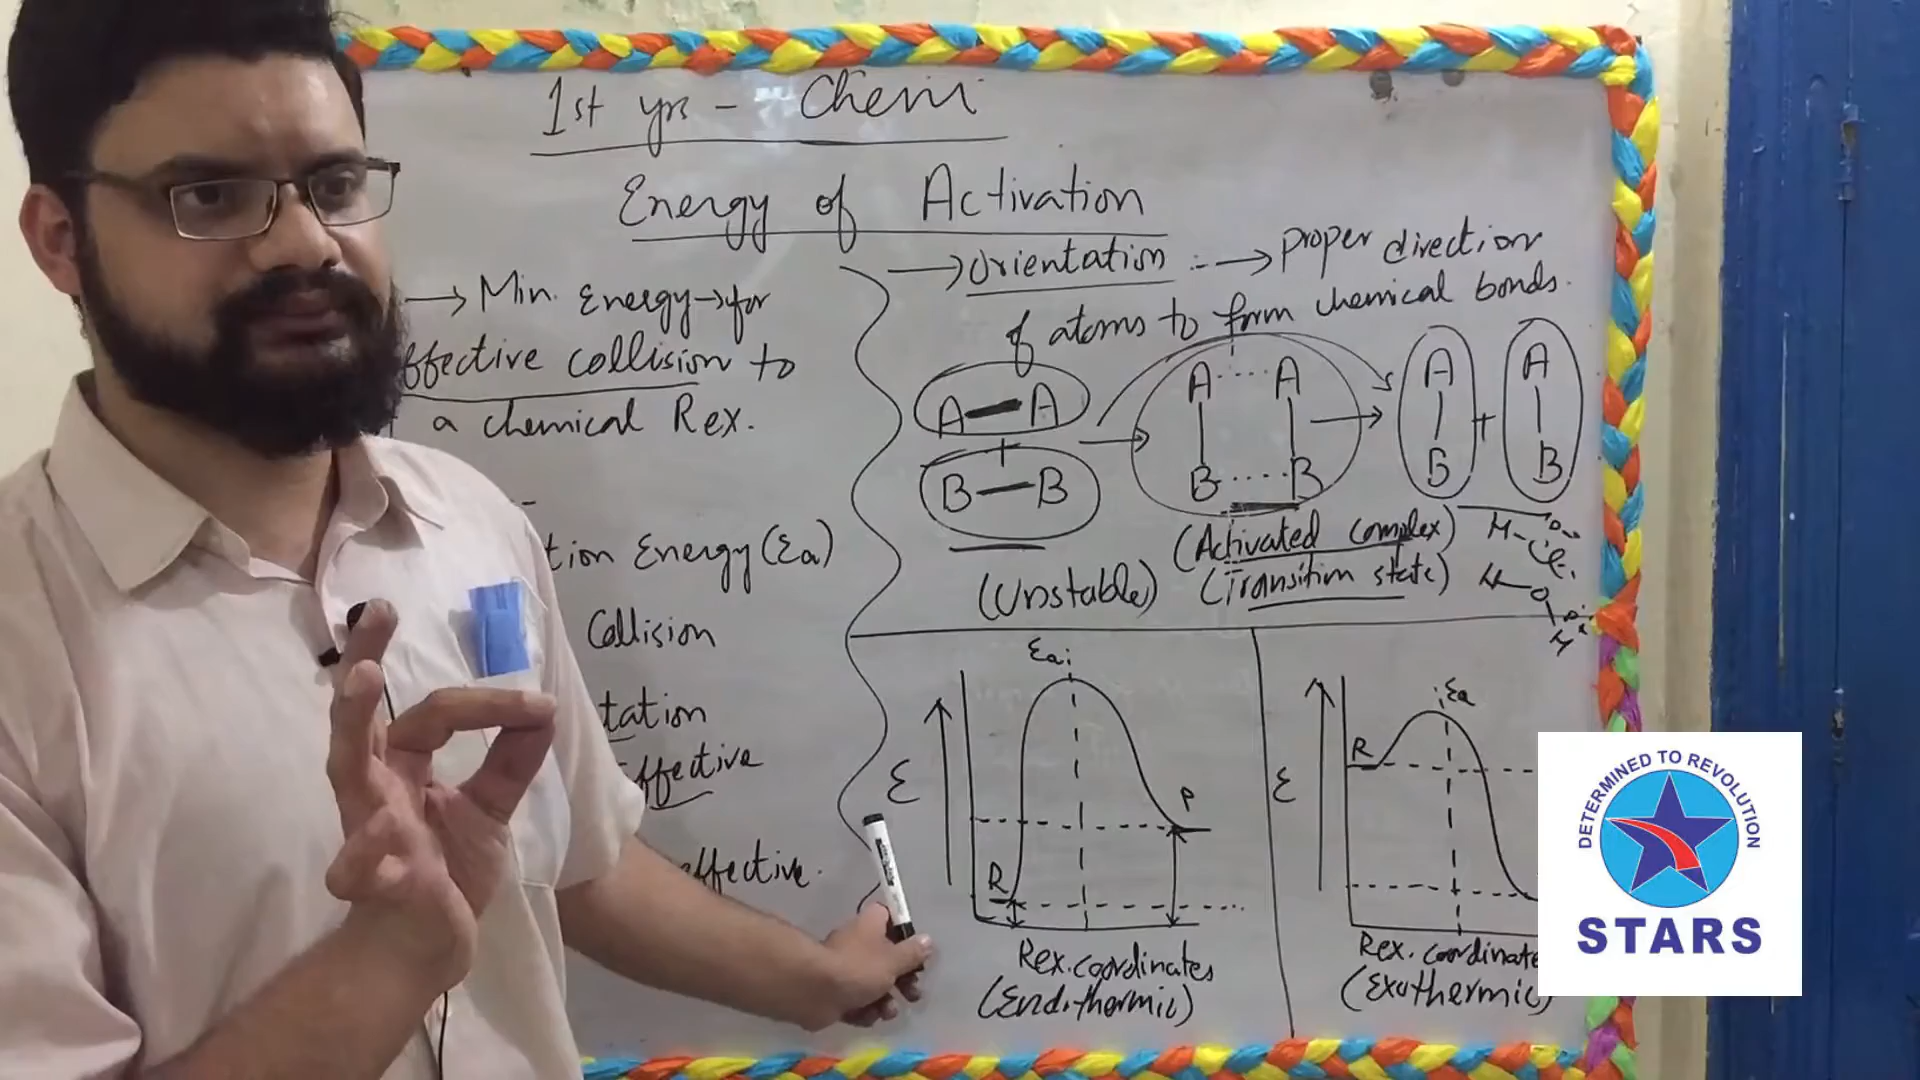 1st yrs - Chem
Energy of Activation
→ Min. Energy → for
ffective collision to
a chemical Rex.
tion Energy (Ea)
Collision
tation
ffective
effective.
→ Orientation :- → proper direction
of atoms to form chemical bonds.
A — A
+
B — B
A ···· A
B ···· B
A
B
+
A
B
(Unstable)
(Activated complex)
(Transition state)
Ea
E
R
P
Rex. coordinates
(Endothermic)
Ea
E
R
Rex. coordinate
(Exothermic)
DETERMINED TO REVOLUTION
STARS